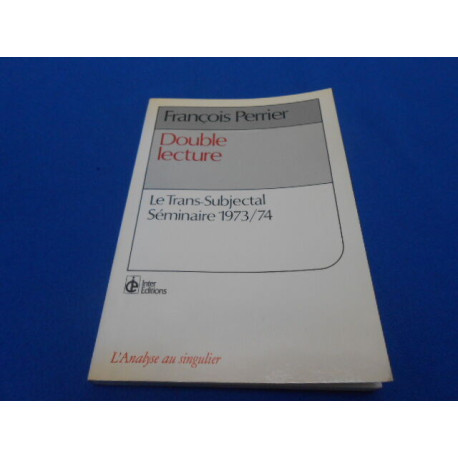 François Perrier
Double
lecture
Le Trans-Subjectal
Séminaire 1973/74
Inter
Editions
L'Analyse au singulier